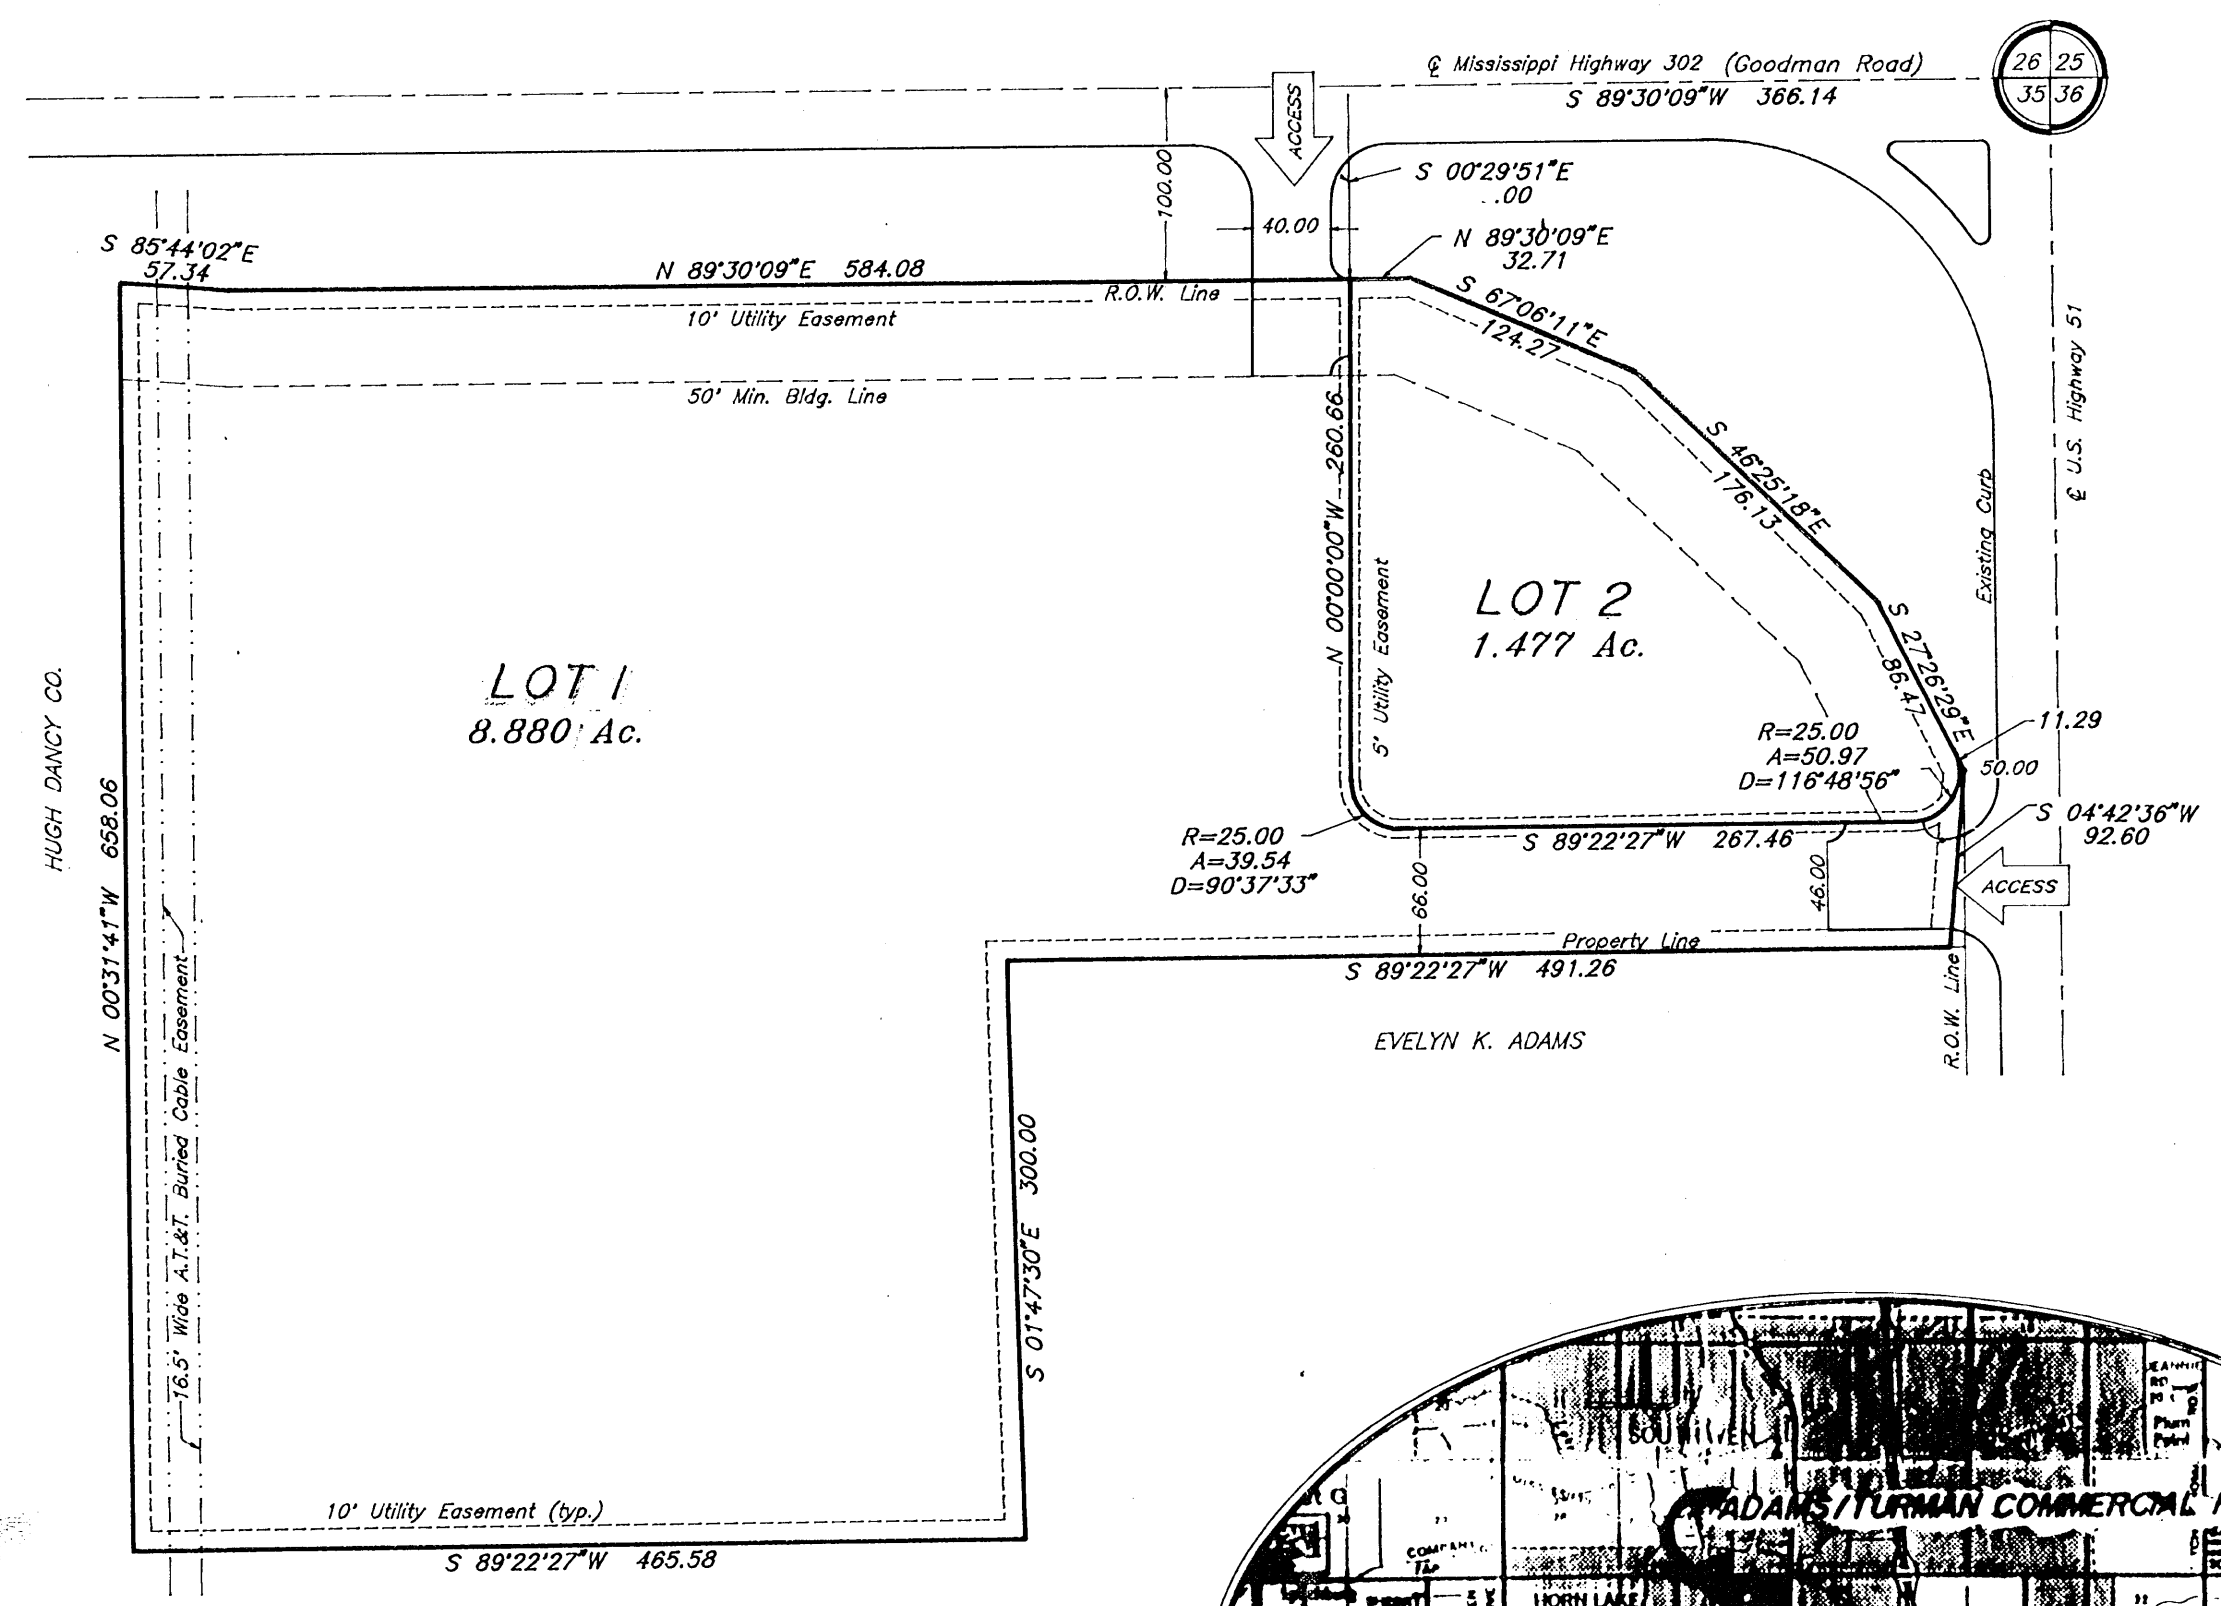 ℄ Mississippi Highway 302 (Goodman Road)
S 89°30'09"W 366.14
26 25
35 36
ACCESS
100.00
S 00°29'51"E
.00
40.00
N 89°30'09"E
32.71
S 85°44'02"E
57.34
N 89°30'09"E 584.08
R.O.W. Line
10' Utility Easement
50' Min. Bldg. Line
S 67°06'11"E
124.27
S 46°25'18"E
176.13
℄ U.S. Highway 51
Existing Curb
N 00°00'00"W 260.66
5' Utility Easement
LOT 2
1.477 Ac.
S 27°26'29"E
86.47
LOT 1
8.880 Ac.
HUGH DANCY CO.
N 00°31'41"W 658.06
R=25.00
A=50.97
D=116°48'56"
11.29
50.00
S 04°42'36"W
92.60
R=25.00
A=39.54
D=90°37'33"
S 89°22'27"W 267.46
66.00
46.00
ACCESS
Property Line
S 89°22'27"W 491.26
R.O.W. Line
EVELYN K. ADAMS
16.5' Wide A.T.&T. Buried Cable Easement
S 01°47'30"E 300.00
10' Utility Easement (typ.)
S 89°22'27"W 465.58
RD
Plum
Point
ADAMS/TURMAN COMMERCIAL
HORN LAKE